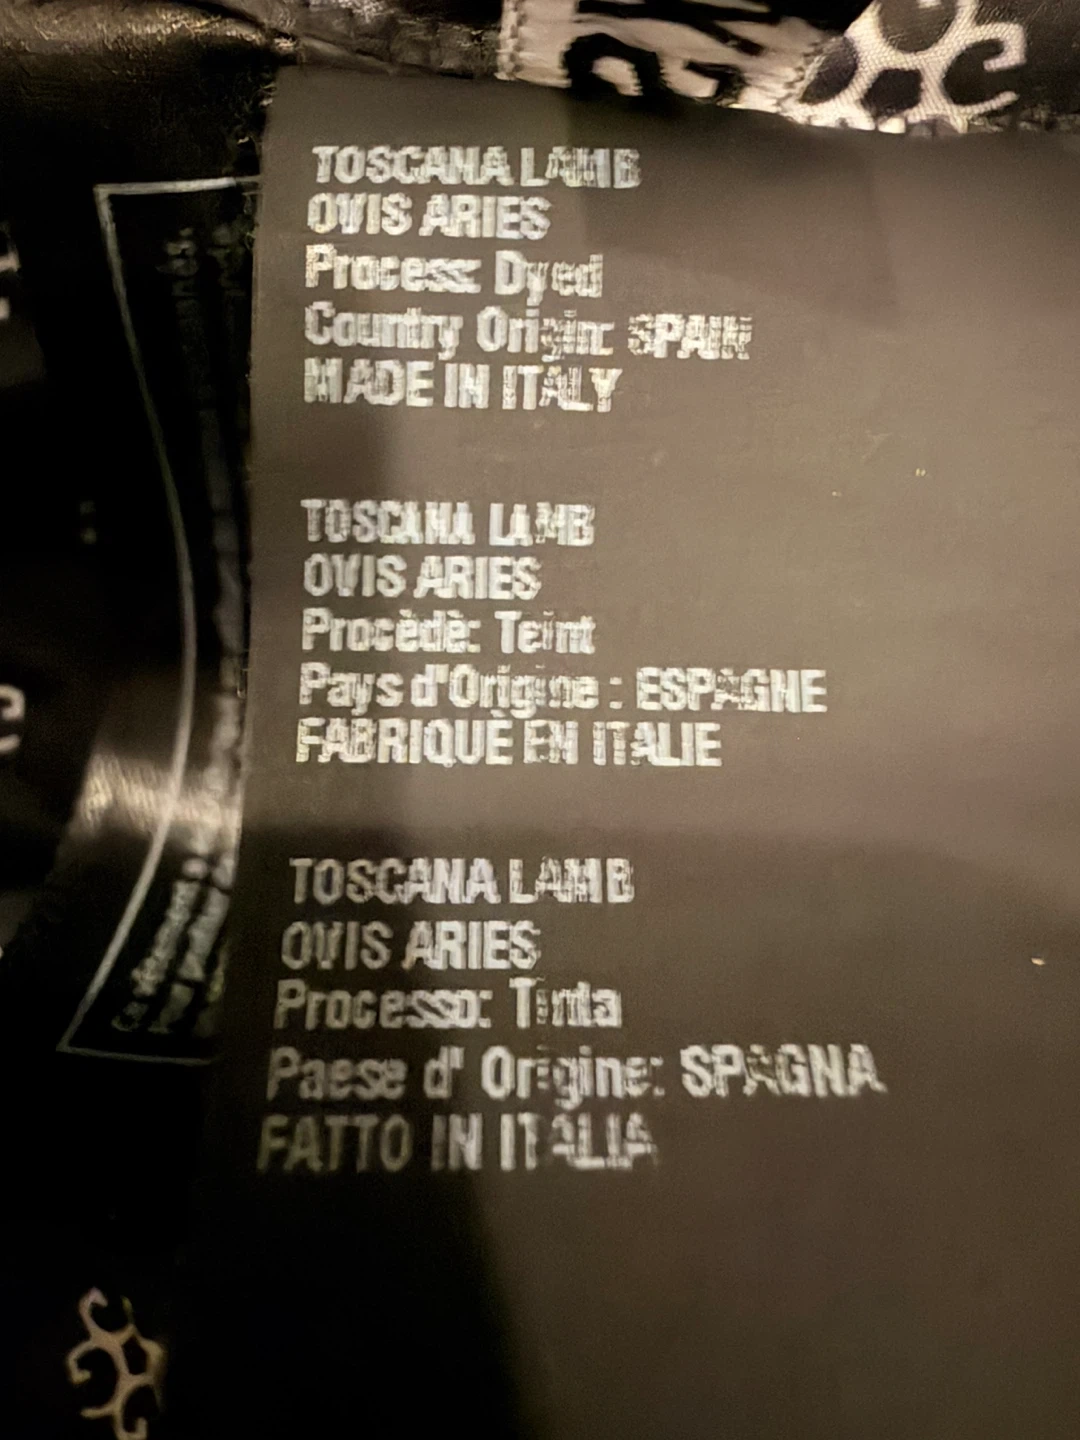 TOSCANA LAMB
OVIS ARIES
Process: Dyed
Country Origin: SPAIN
MADE IN ITALY
TOSCANA LAMB
OVIS ARIES
Procèdè: Teint
Pays d'Origine : ESPAGNE
FABRIQUÈ EN ITALIE
TOSCANA LAMB
OVIS ARIES
Processo: Tinta
Paese d' Origine: SPAGNA
FATTO IN ITALIA